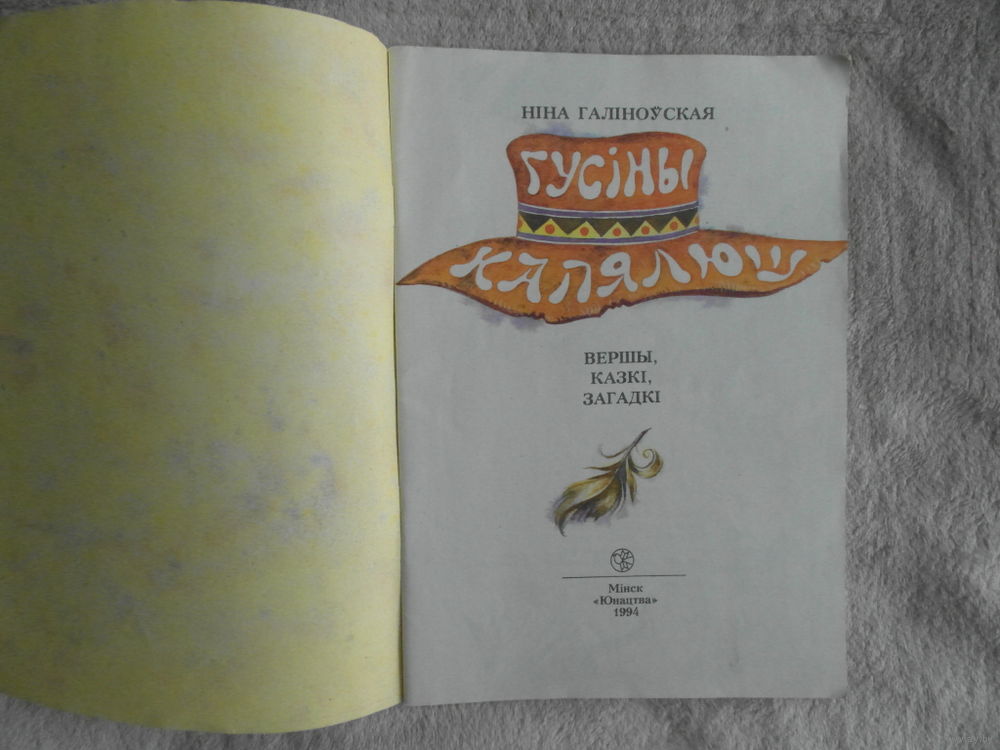 НІНА ГАЛІНОЎСКАЯ
ГУСІНЫ
КАПЯЛЮШ
ВЕРШЫ,
КАЗКІ,
ЗАГАДКІ
Мінск
«Юнацтва»
1994